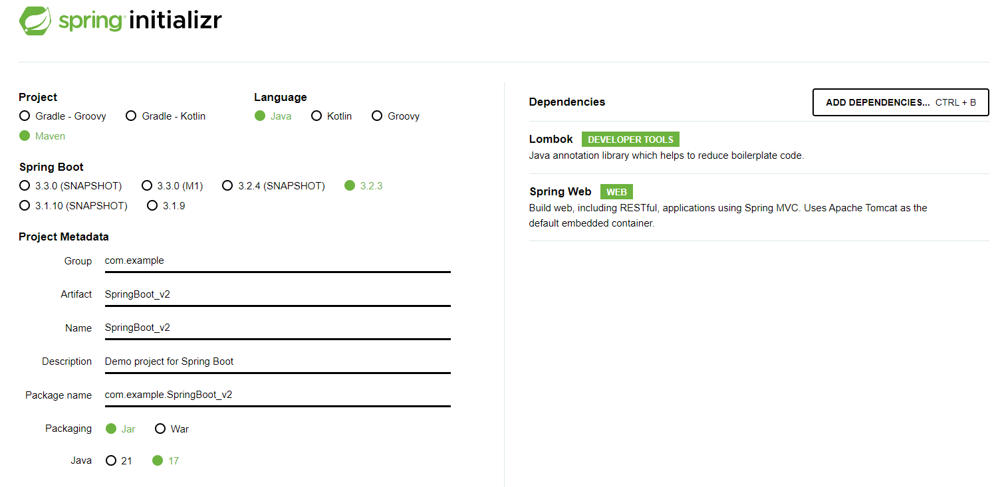 spring initializr
Project
Gradle - Groovy Gradle - Kotlin
Maven
Language
Java Kotlin Groovy
Spring Boot
3.3.0 (SNAPSHOT) 3.3.0 (M1) 3.2.4 (SNAPSHOT) 3.2.3
3.1.10 (SNAPSHOT) 3.1.9
Project Metadata
Group com.example
Artifact SpringBoot_v2
Name SpringBoot_v2
Description Demo project for Spring Boot
Package name com.example.SpringBoot_v2
Packaging Jar War
Java 21 17
Dependencies ADD DEPENDENCIES... CTRL + B
Lombok DEVELOPER TOOLS
Java annotation library which helps to reduce boilerplate code.
Spring Web WEB
Build web, including RESTful, applications using Spring MVC. Uses Apache Tomcat as the
default embedded container.